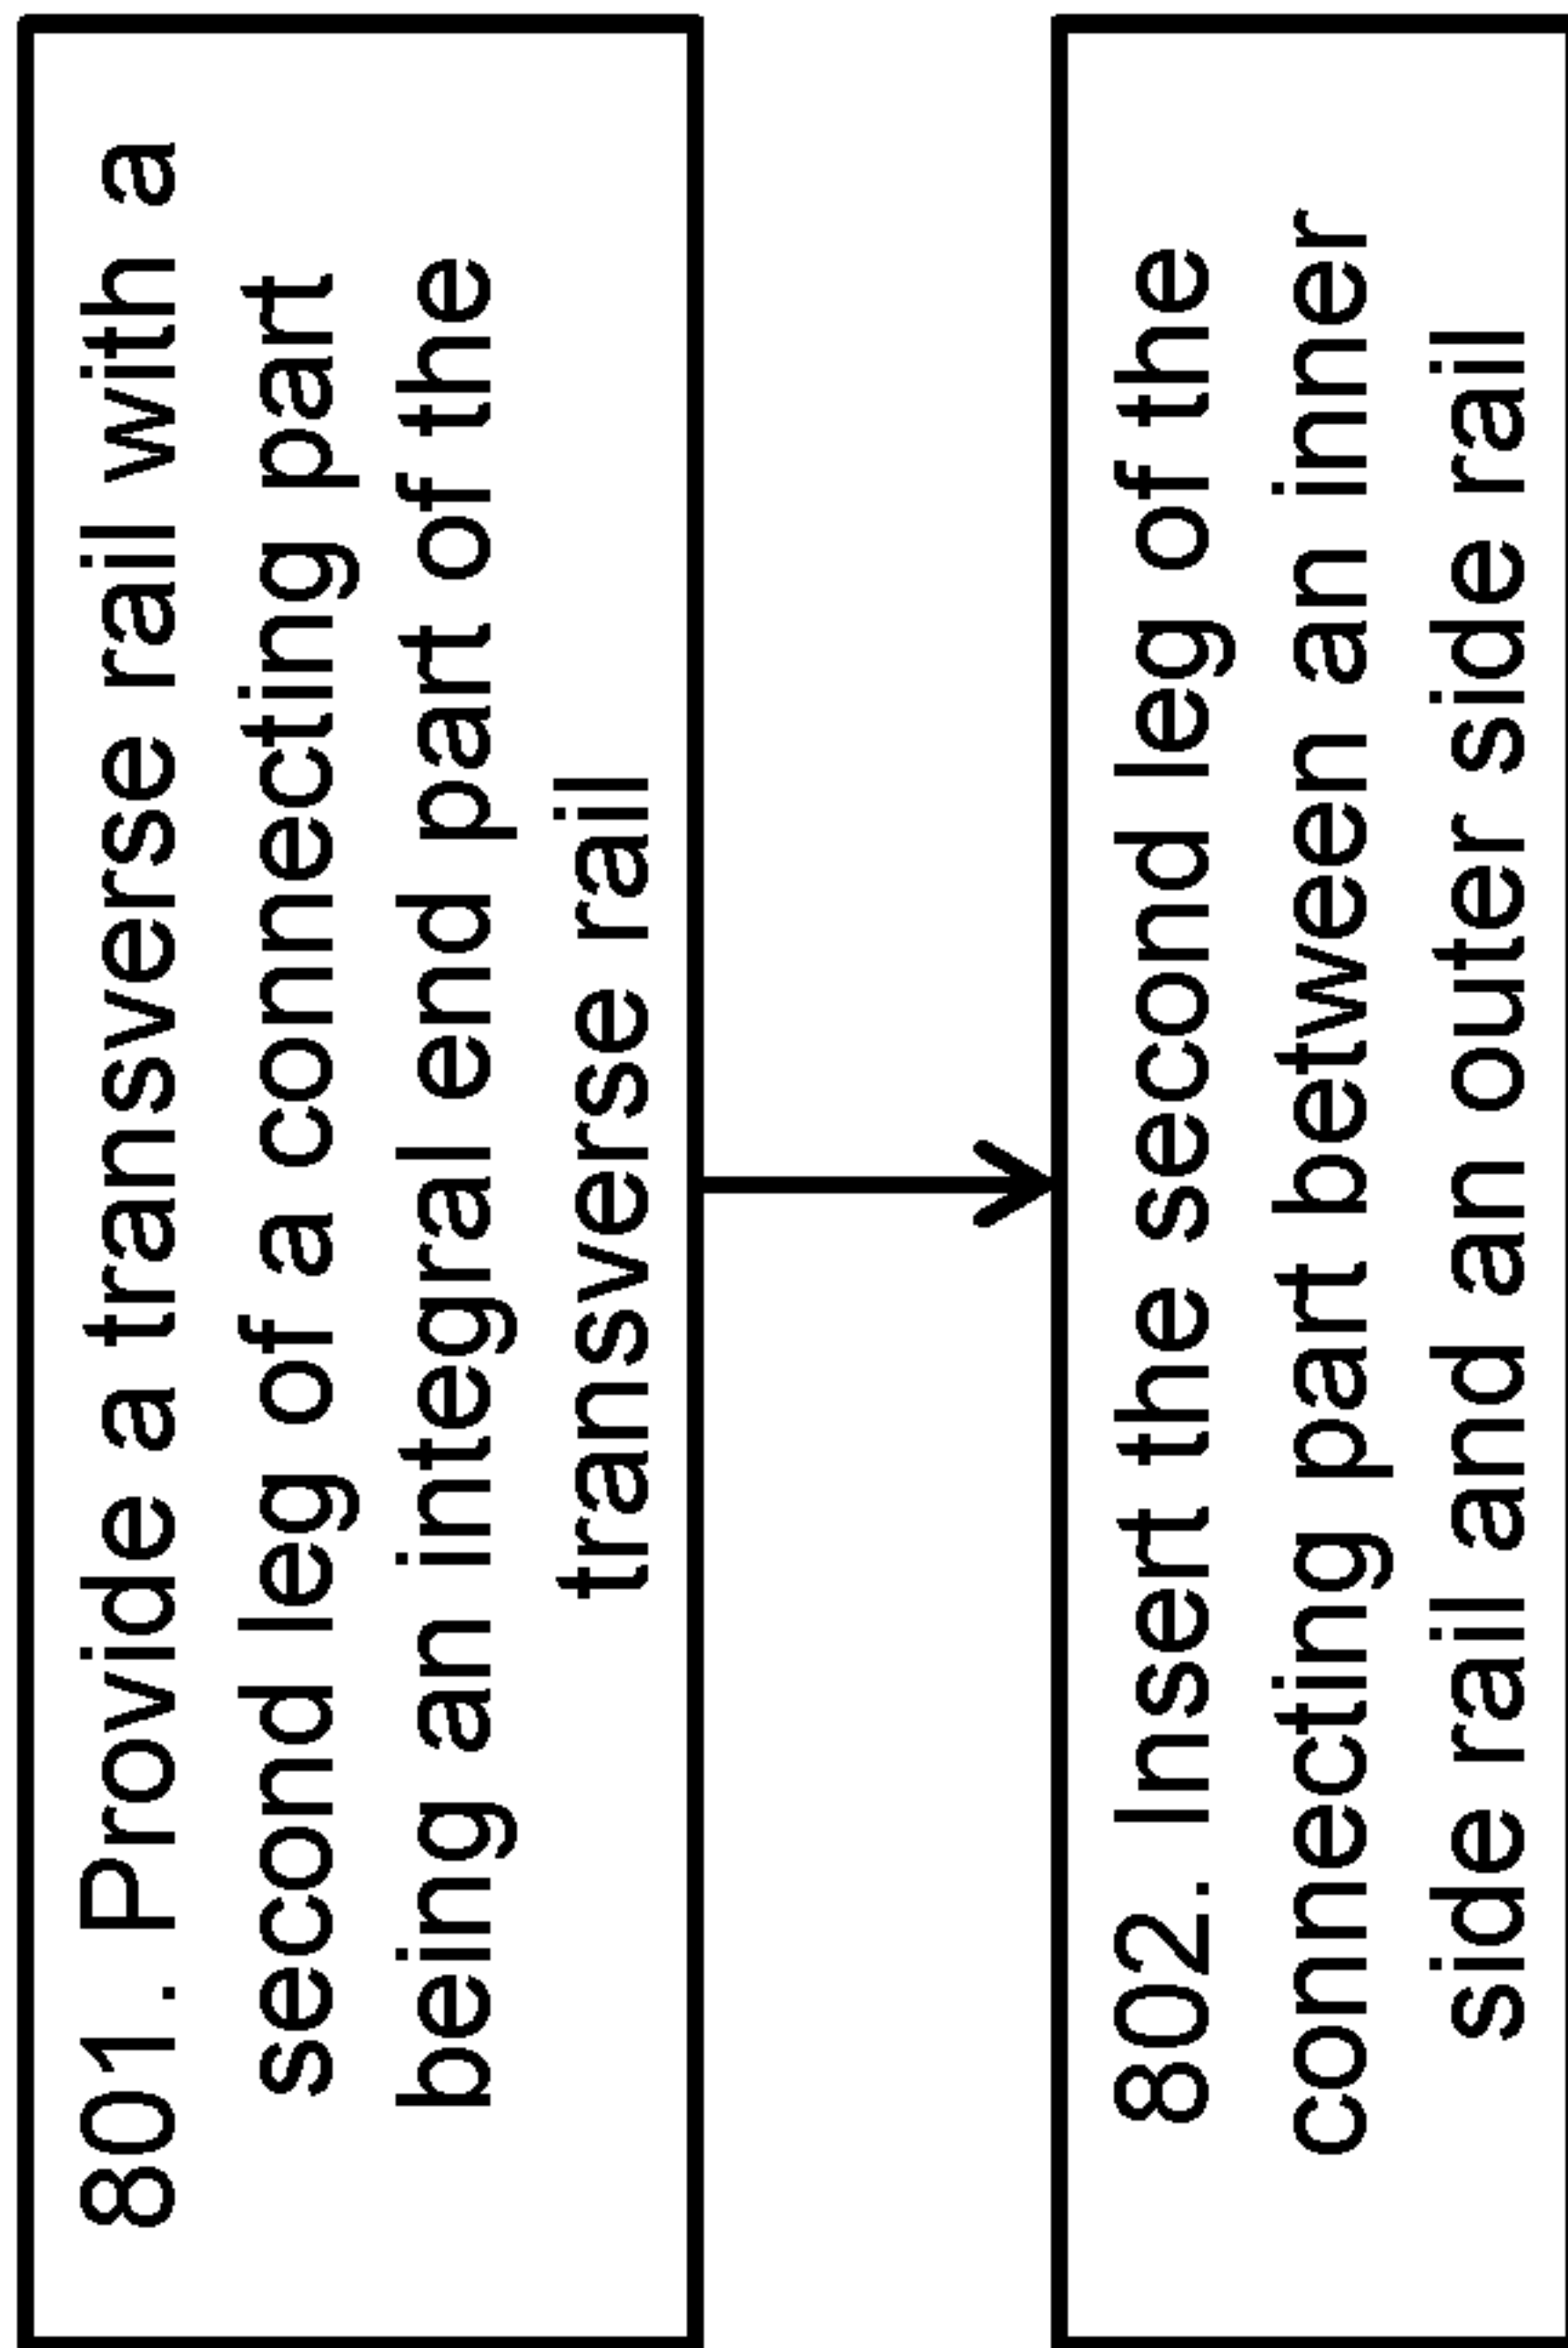 801. Provide a transverse rail with a
second leg of a connecting part
being an integral end part of the
transverse rail
802. Insert the second leg of the
connecting part between an inner
side rail and an outer side rail